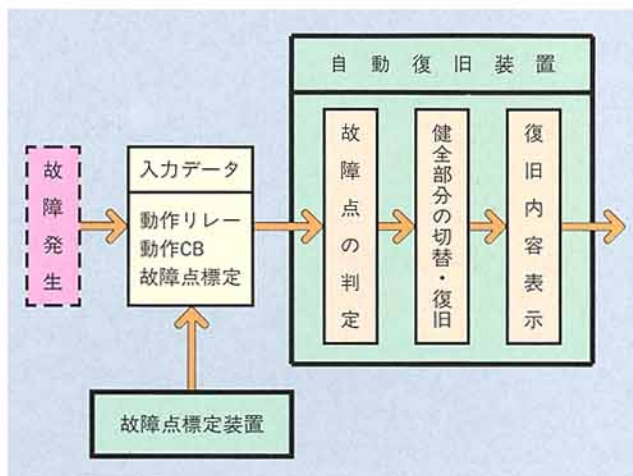 自動復旧装置
故障発生
入力データ
動作リレー
動作CB
故障点標定
故障点の判定
健全部分の切替・復旧
復旧内容表示
故障点標定装置